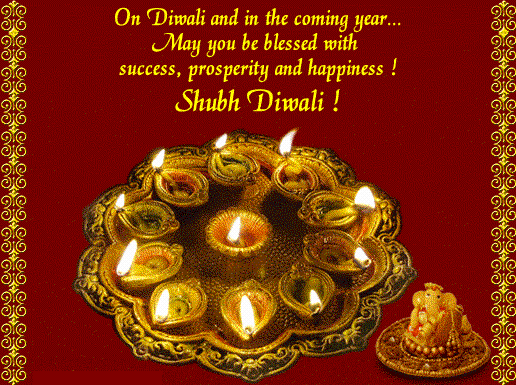 On Diwali and in the coming year...
May you be blessed with
success, prosperity and happiness !
Shubh Diwali !